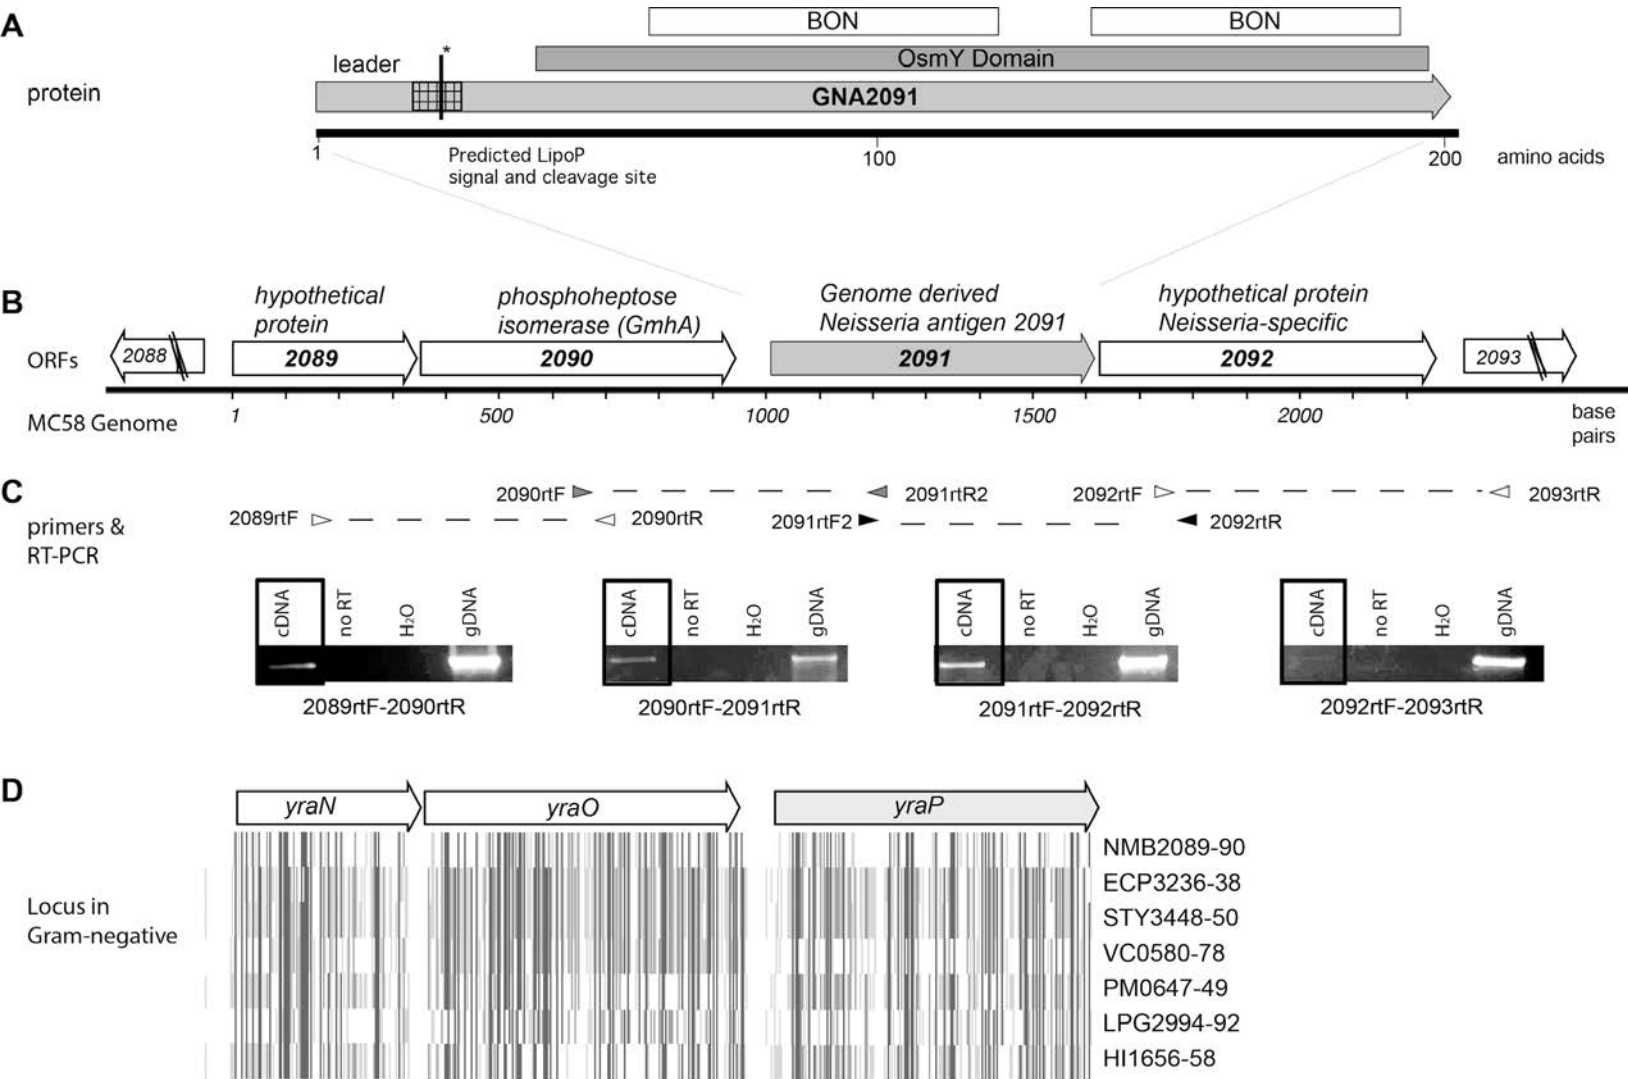 A
BON BON
OsmY Domain
leader *
protein
GNA2091
1 100 200 amino acids
Predicted LipoP
signal and cleavage site
B
hypothetical
protein
phosphoheptose
isomerase (GmhA)
Genome derived
Neisseria antigen 2091
hypothetical protein
Neisseria-specific
ORFs
2088 2089 2090 2091 2092 2093
MC58 Genome
1 500 1000 1500 2000
base
pairs
C
primers &
RT-PCR
2090rtF 2091rtR2 2092rtF 2093rtR
2089rtF 2090rtR 2091rtF2 2092rtR
cDNA no RT H₂O gDNA
cDNA no RT H₂O gDNA
cDNA no RT H₂O gDNA
cDNA no RT H₂O gDNA
2089rtF-2090rtR 2090rtF-2091rtR 2091rtF-2092rtR 2092rtF-2093rtR
D
yraN yraO yraP
Locus in
Gram-negative
NMB2089-90
ECP3236-38
STY3448-50
VC0580-78
PM0647-49
LPG2994-92
HI1656-58